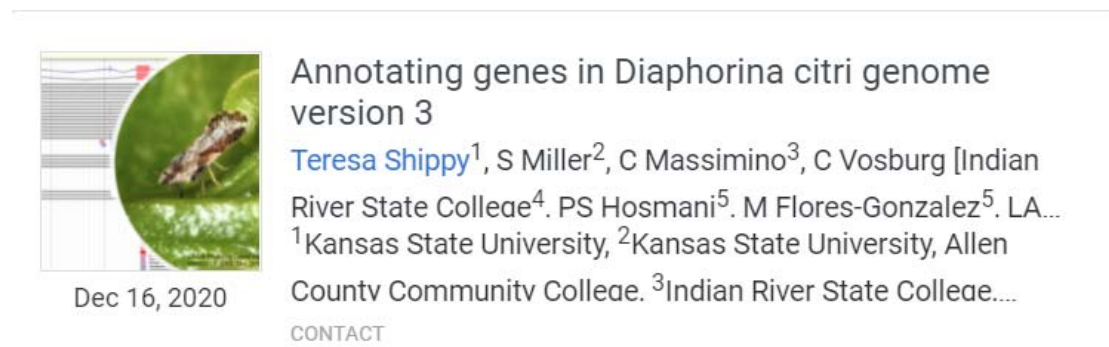 Annotating genes in Diaphorina citri genome
version 3
Teresa Shippy1, S Miller2, C Massimino3, C Vosburg [Indian
River State College4. PS Hosmani5. M Flores-Gonzalez5. LA...
1Kansas State University, 2Kansas State University, Allen
County Community College. 3Indian River State College....
Dec 16, 2020
CONTACT